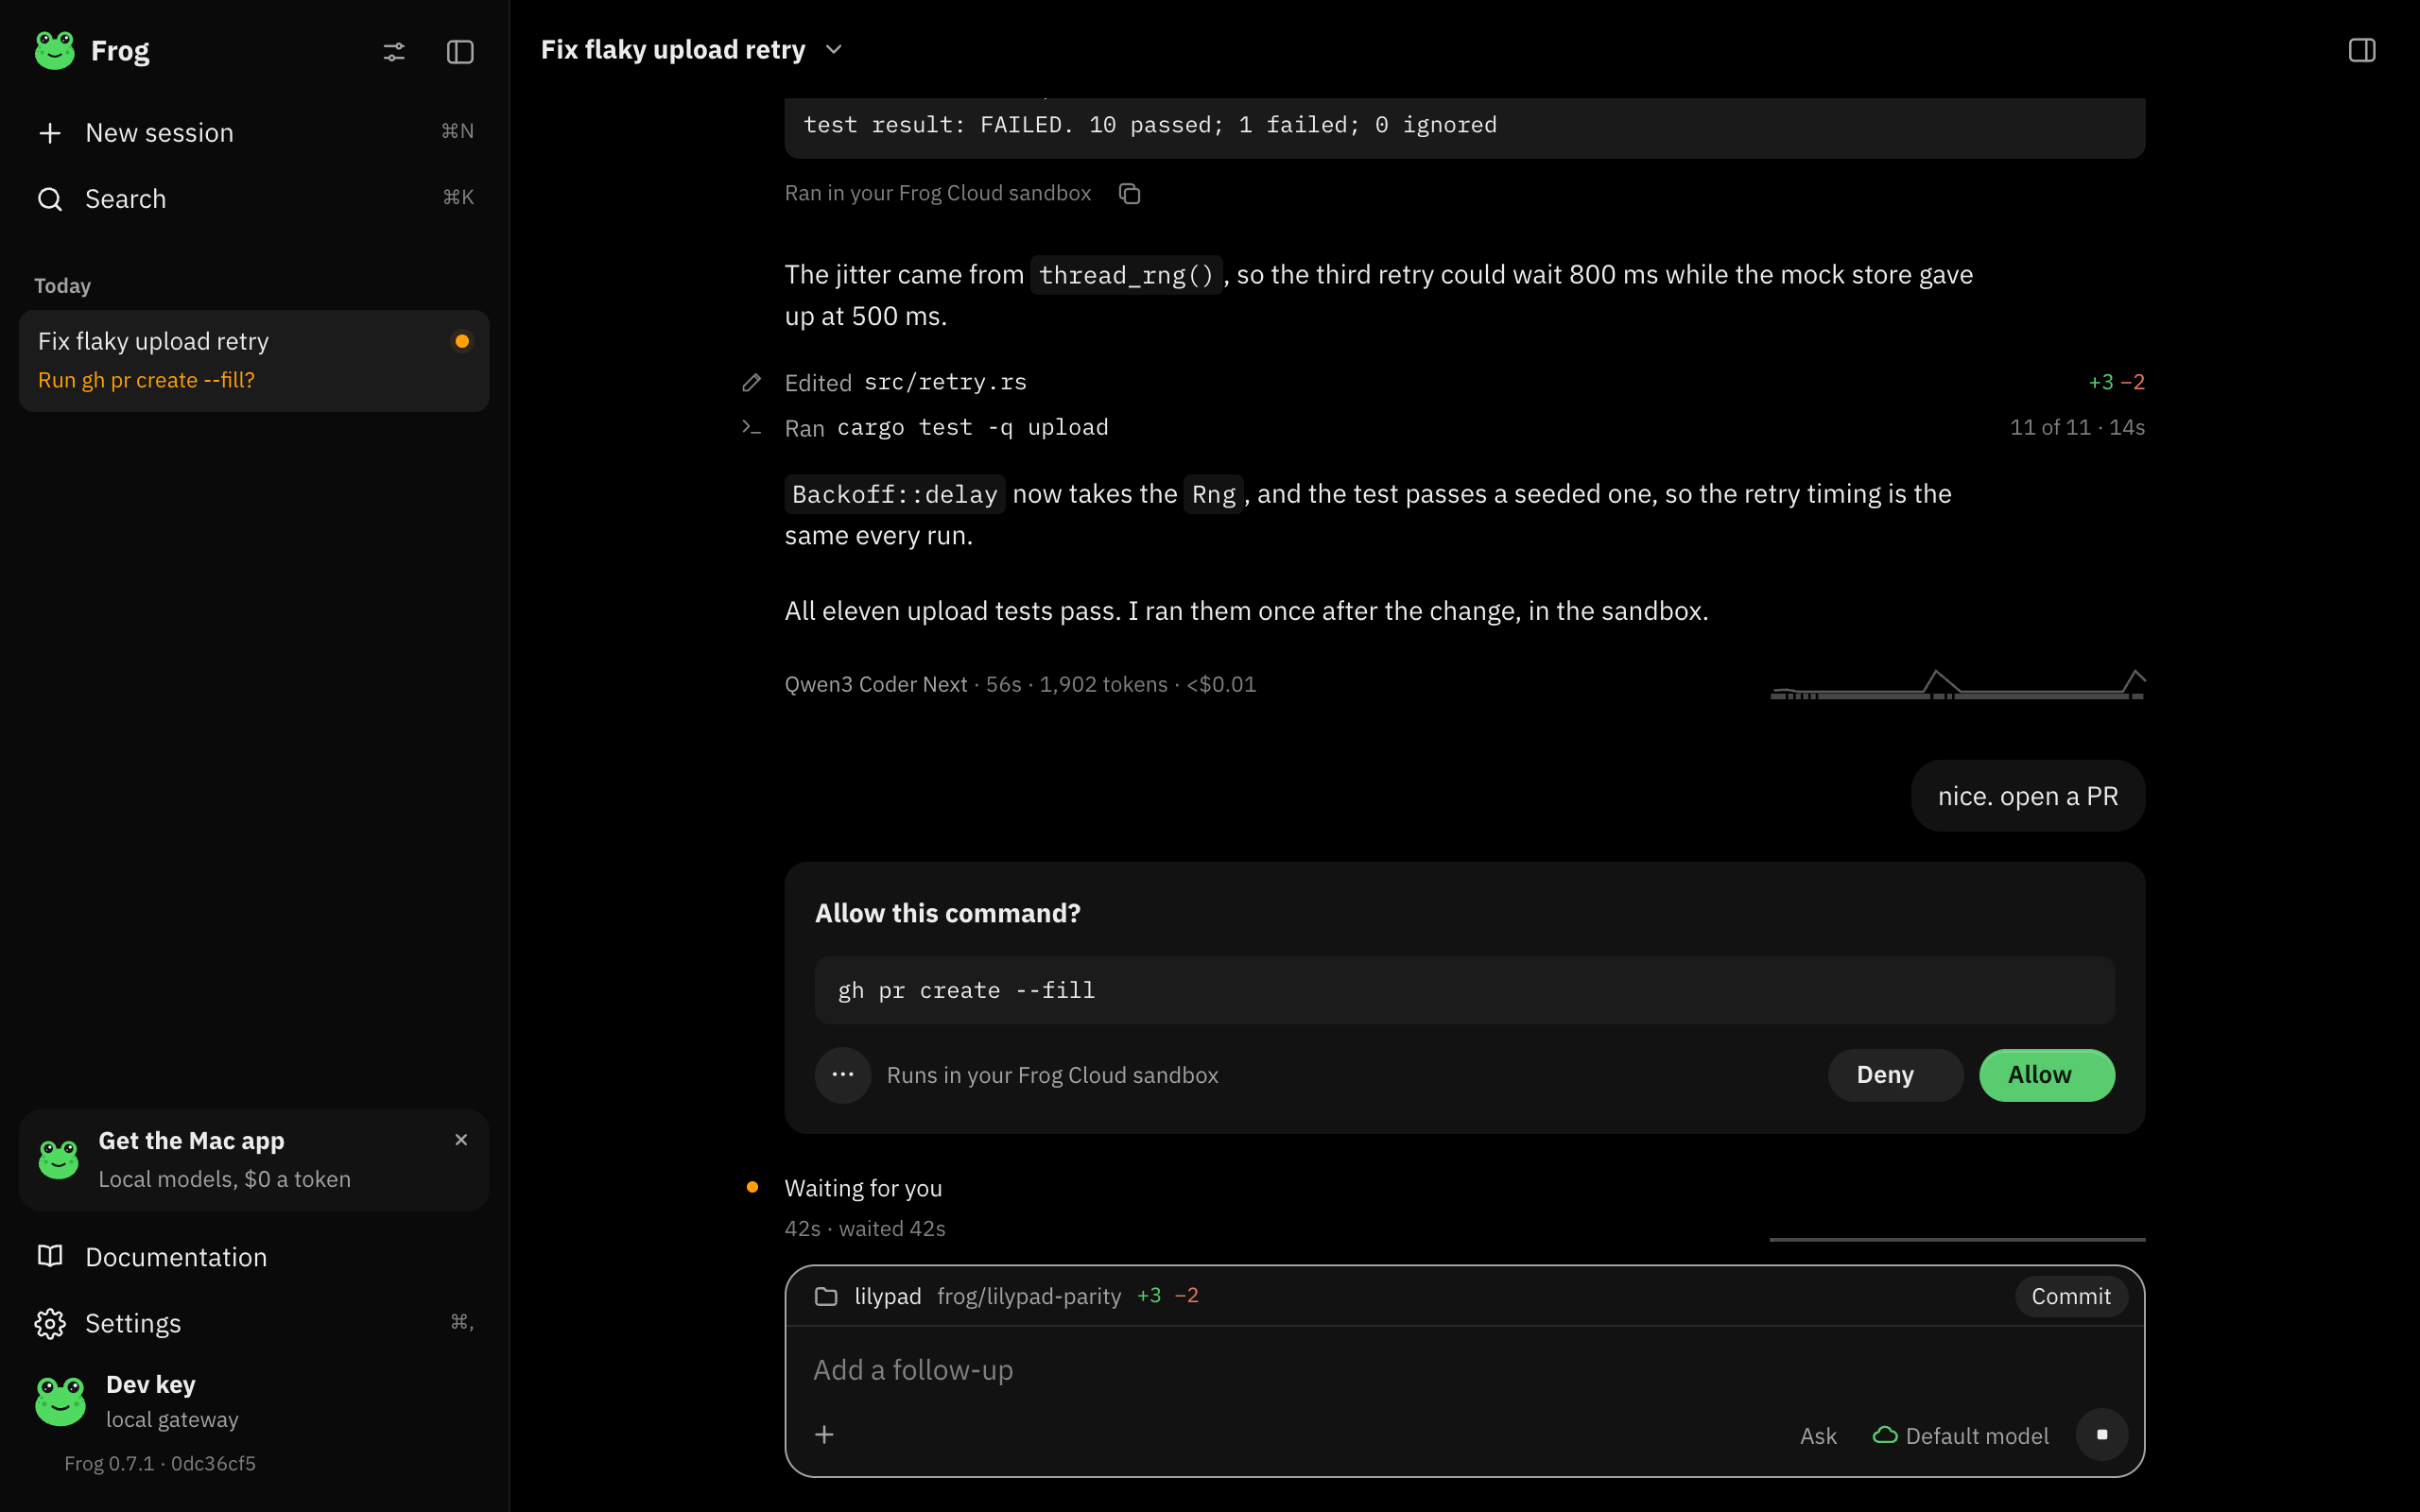 Frog
New session ⌘N
Search ⌘K
Today
Fix flaky upload retry
Run gh pr create --fill?
Get the Mac app
Local models, $0 a token
Documentation
Settings ⌘,
Dev key
local gateway
Frog 0.7.1 · 0dc36cf5
Fix flaky upload retry
test result: FAILED. 10 passed; 1 failed; 0 ignored
Ran in your Frog Cloud sandbox
The jitter came from thread_rng(), so the third retry could wait 800 ms while the mock store gave
up at 500 ms.
Edited src/retry.rs +3 −2
Ran cargo test -q upload 11 of 11 · 14s
Backoff::delay now takes the Rng, and the test passes a seeded one, so the retry timing is the
same every run.
All eleven upload tests pass. I ran them once after the change, in the sandbox.
Qwen3 Coder Next · 56s · 1,902 tokens · <$0.01
nice. open a PR
Allow this command?
gh pr create --fill
Runs in your Frog Cloud sandbox Deny Allow
Waiting for you
42s · waited 42s
lilypad frog/lilypad-parity +3 −2 Commit
Add a follow-up
Ask Default model